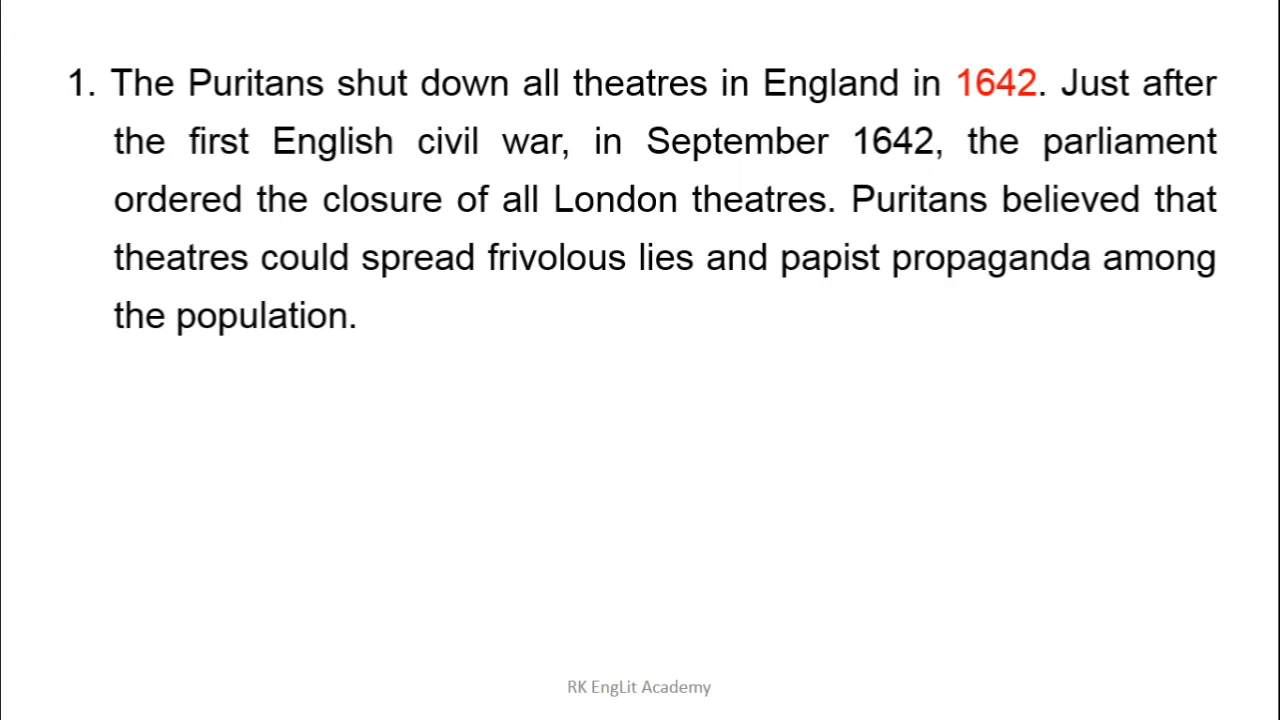 1. The Puritans shut down all theatres in England in 1642. Just after
the first English civil war, in September 1642, the parliament
ordered the closure of all London theatres. Puritans believed that
theatres could spread frivolous lies and papist propaganda among
the population.
RK EngLit Academy